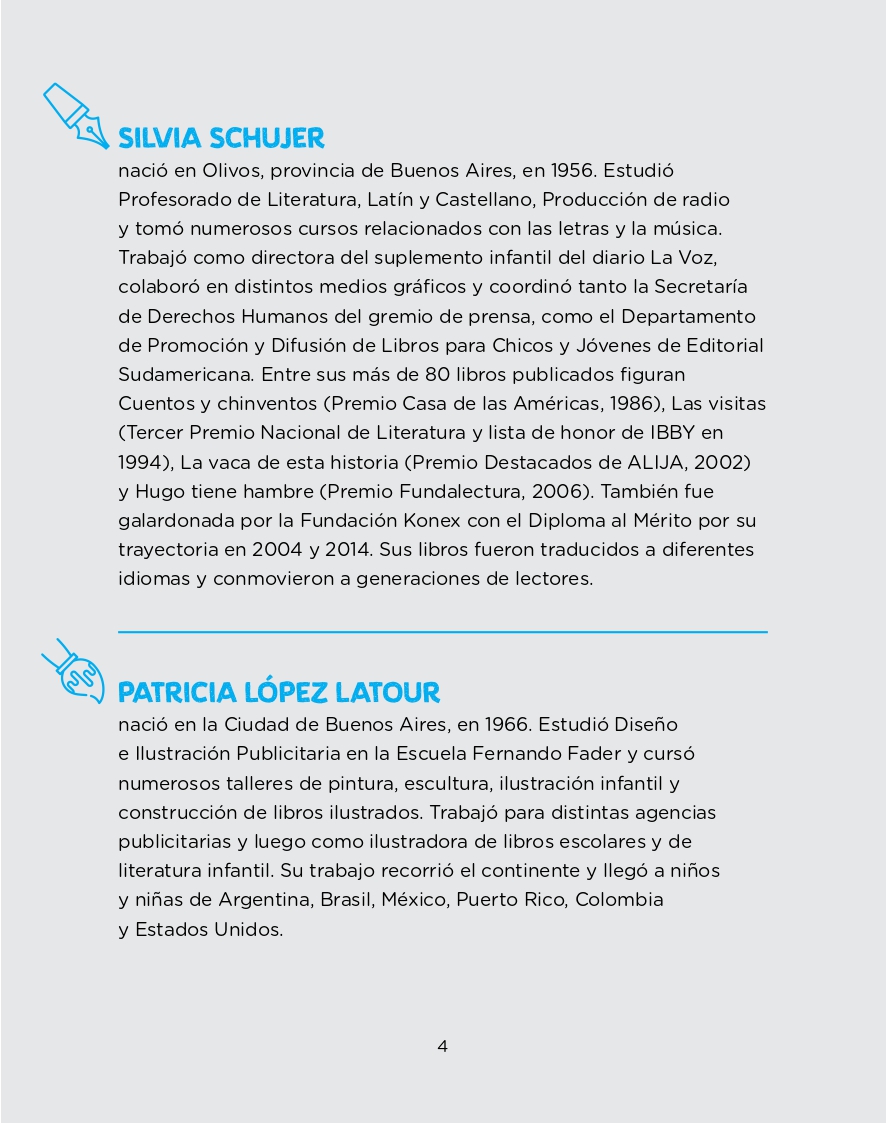 SILVIA SCHUJER
nació en Olivos, provincia de Buenos Aires, en 1956. Estudió
Profesorado de Literatura, Latín y Castellano, Producción de radio
y tomó numerosos cursos relacionados con las letras y la música.
Trabajó como directora del suplemento infantil del diario La Voz,
colaboró en distintos medios gráficos y coordinó tanto la Secretaría
de Derechos Humanos del gremio de prensa, como el Departamento
de Promoción y Difusión de Libros para Chicos y Jóvenes de Editorial
Sudamericana. Entre sus más de 80 libros publicados figuran
Cuentos y chinventos (Premio Casa de las Américas, 1986), Las visitas
(Tercer Premio Nacional de Literatura y lista de honor de IBBY en
1994), La vaca de esta historia (Premio Destacados de ALIJA, 2002)
y Hugo tiene hambre (Premio Fundalectura, 2006). También fue
galardonada por la Fundación Konex con el Diploma al Mérito por su
trayectoria en 2004 y 2014. Sus libros fueron traducidos a diferentes
idiomas y conmovieron a generaciones de lectores.
PATRICIA LÓPEZ LATOUR
nació en la Ciudad de Buenos Aires, en 1966. Estudió Diseño
e Ilustración Publicitaria en la Escuela Fernando Fader y cursó
numerosos talleres de pintura, escultura, ilustración infantil y
construcción de libros ilustrados. Trabajó para distintas agencias
publicitarias y luego como ilustradora de libros escolares y de
literatura infantil. Su trabajo recorrió el continente y llegó a niños
y niñas de Argentina, Brasil, México, Puerto Rico, Colombia
y Estados Unidos.
4